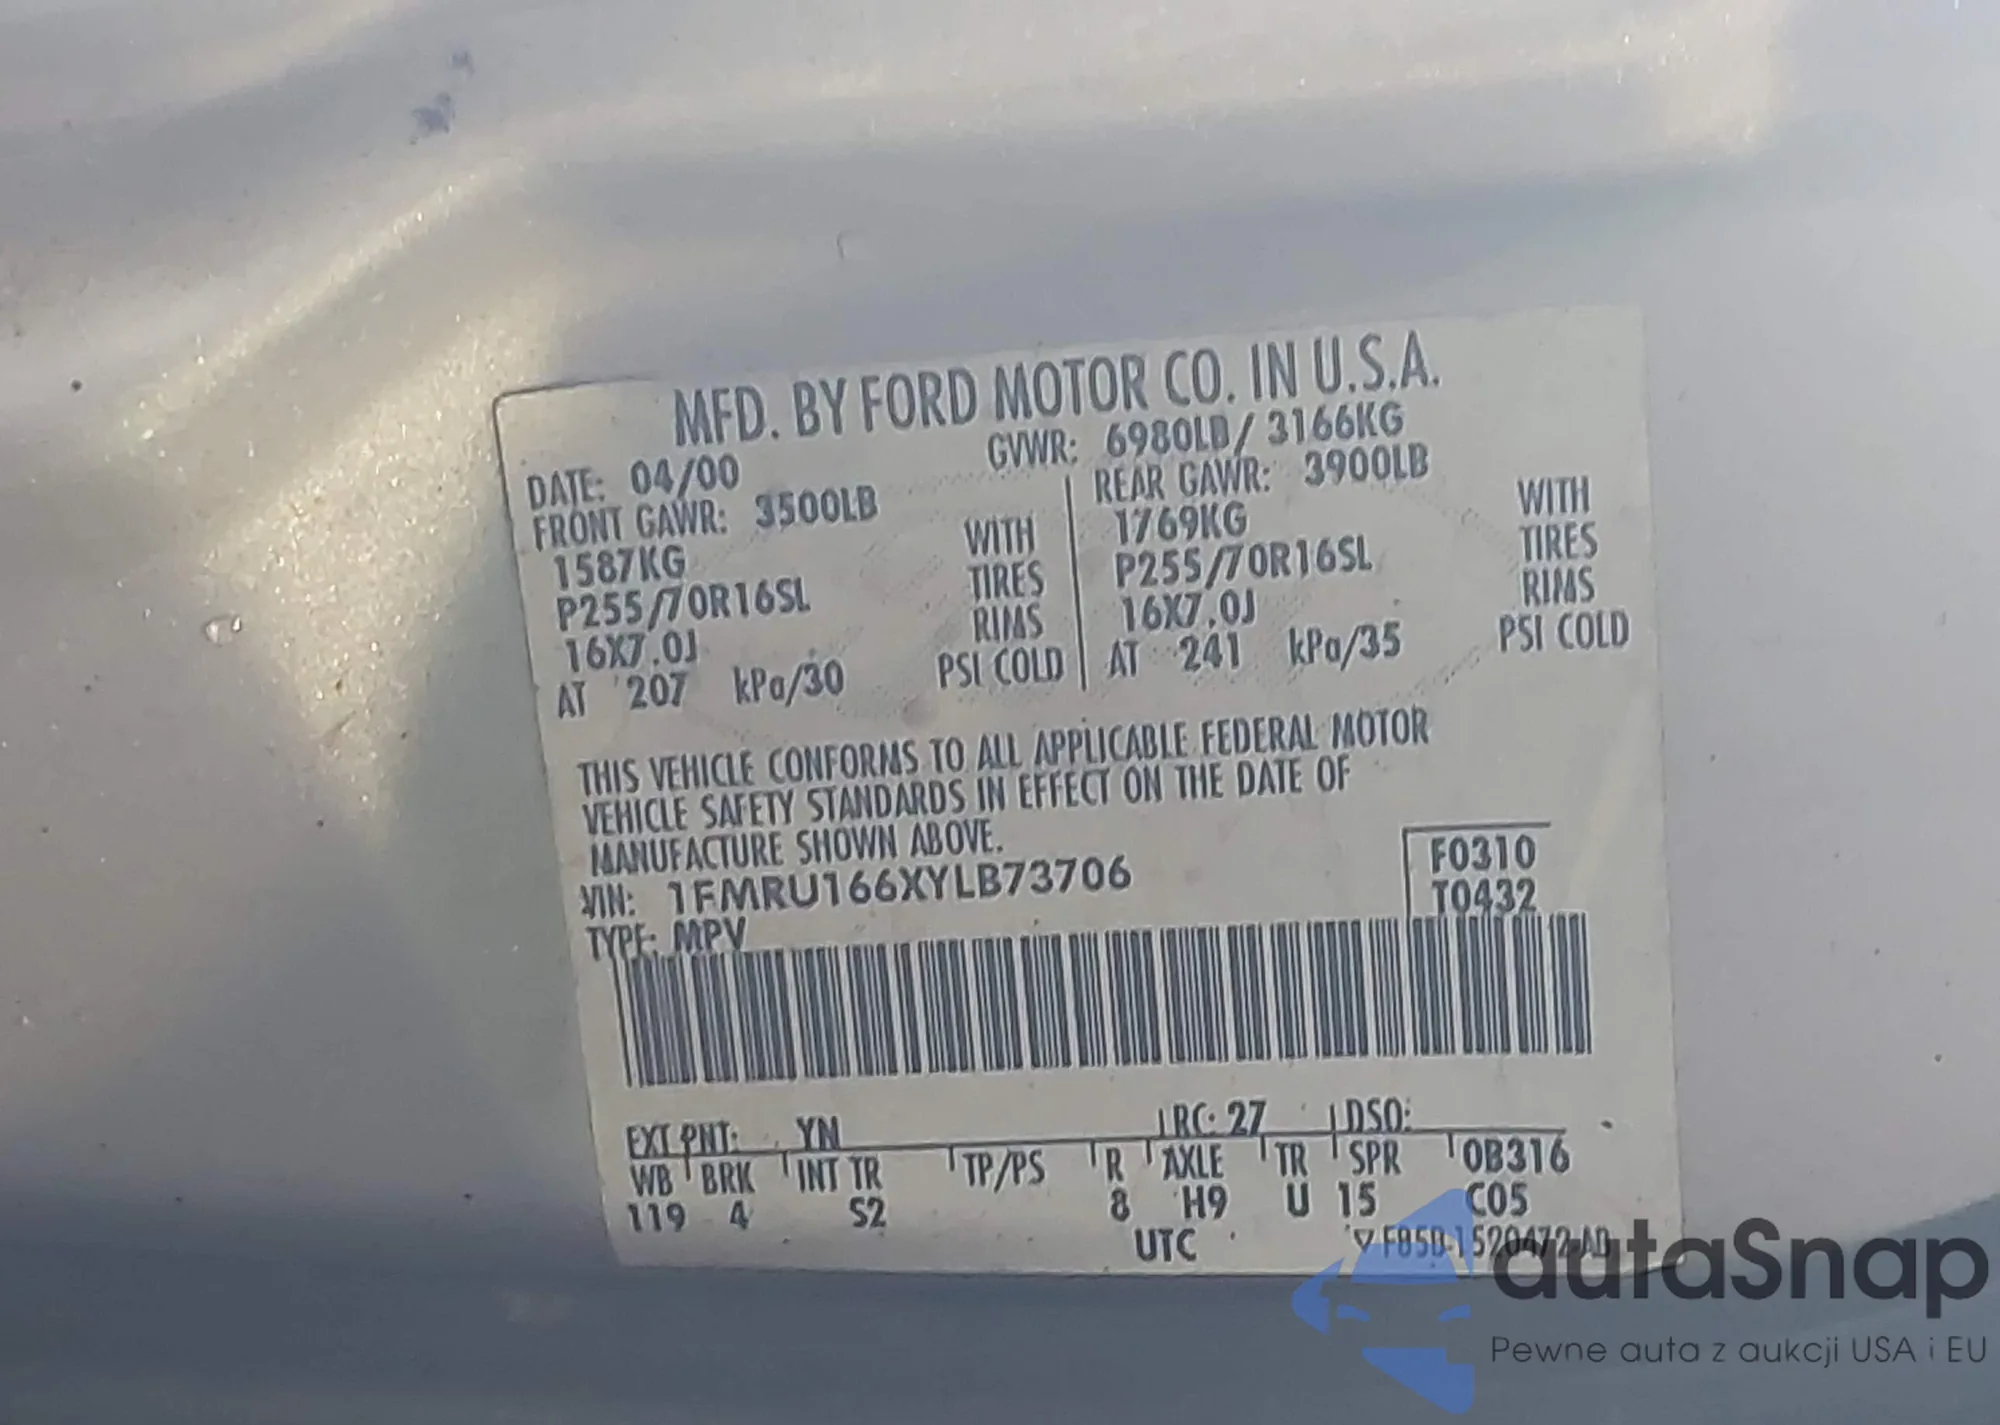 MFD. BY FORD MOTOR CO. IN U.S.A.
DATE: 04/00 GVWR: 6980LB/ 3166KG
FRONT GAWR: 3500LB REAR GAWR: 3900LB
1587KG WITH 1769KG WITH
P255/70R16SL TIRES P255/70R16SL TIRES
16X7.0J RIMS 16X7.0J RIMS
AT 207 kPa/30 PSI COLD AT 241 kPa/35 PSI COLD
THIS VEHICLE CONFORMS TO ALL APPLICABLE FEDERAL MOTOR
VEHICLE SAFETY STANDARDS IN EFFECT ON THE DATE OF
MANUFACTURE SHOWN ABOVE.
VIN: 1FMRU166XYLB73706
F0310
T0432
TYPE: MPV
EXT PNT: YN RC: 27 DSO:
WB BRK INT TR TP/PS R AXLE TR SPR 0B316
119 4 S2 8 H9 U 15 C05
UTC
autaSnap
Pewne auta z aukcji USA i EU